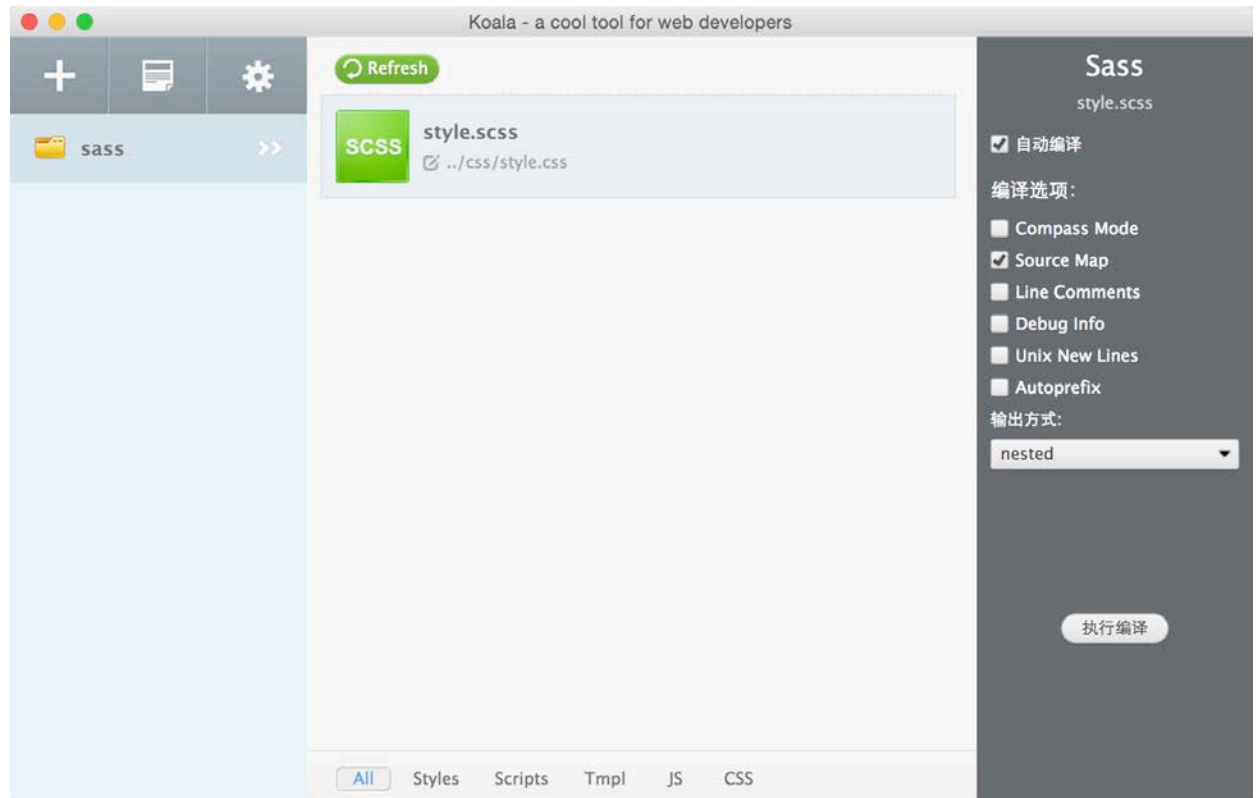 Koala - a cool tool for web developers
sass
>>
Refresh
SCSS
style.scss
../css/style.css
All Styles Scripts Tmpl JS CSS
Sass
style.scss
自动编译
编译选项:
Compass Mode
Source Map
Line Comments
Debug Info
Unix New Lines
Autoprefix
输出方式:
nested
执行编译